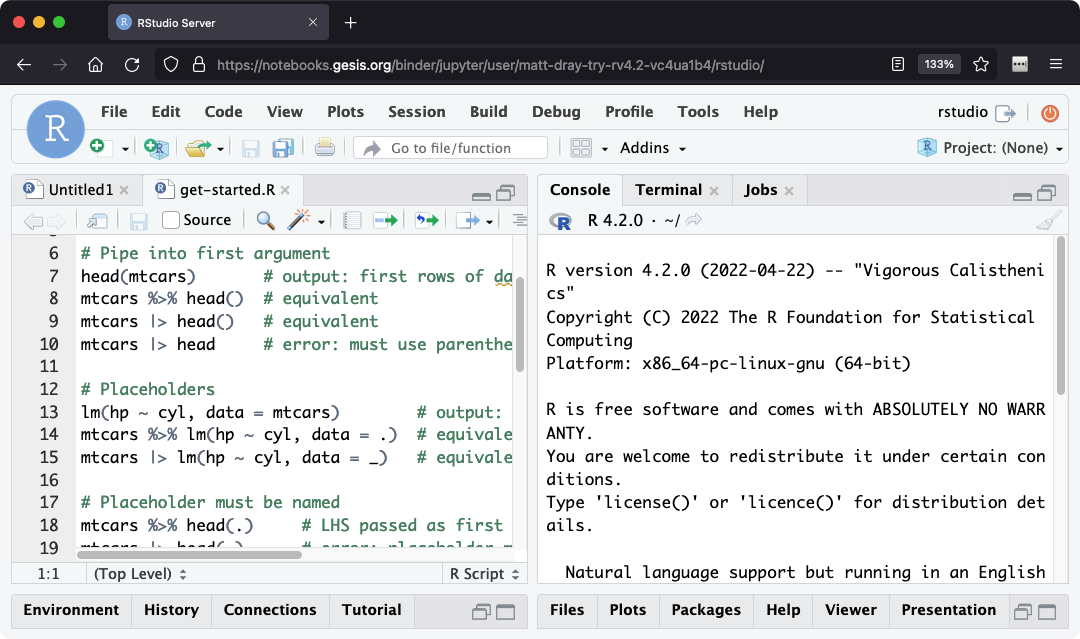 RStudio Server
https://notebooks.gesis.org/binder/jupyter/user/matt-dray-try-rv4.2-vc4ua1b4/rstudio/
133%
R
File Edit Code View Plots Session Build Debug Profile Tools Help
rstudio
Go to file/function
Addins
Project: (None)
Untitled1
get-started.R
Source
6 # Pipe into first argument
7 head(mtcars) # output: first rows of da
8 mtcars %>% head() # equivalent
9 mtcars |> head() # equivalent
10 mtcars |> head # error: must use parenthe
11
12 # Placeholders
13 lm(hp ~ cyl, data = mtcars) # output:
14 mtcars %>% lm(hp ~ cyl, data = .) # equivale
15 mtcars |> lm(hp ~ cyl, data = _) # equivale
16
17 # Placeholder must be named
18 mtcars %>% head(.) # LHS passed as first
19
1:1 (Top Level) R Script
Environment History Connections Tutorial
Console Terminal Jobs
R 4.2.0 · ~/
R version 4.2.0 (2022-04-22) -- "Vigorous Calistheni
cs"
Copyright (C) 2022 The R Foundation for Statistical
Computing
Platform: x86_64-pc-linux-gnu (64-bit)
R is free software and comes with ABSOLUTELY NO WARR
ANTY.
You are welcome to redistribute it under certain con
ditions.
Type 'license()' or 'licence()' for distribution det
ails.
Natural language support but running in an English
Files Plots Packages Help Viewer Presentation